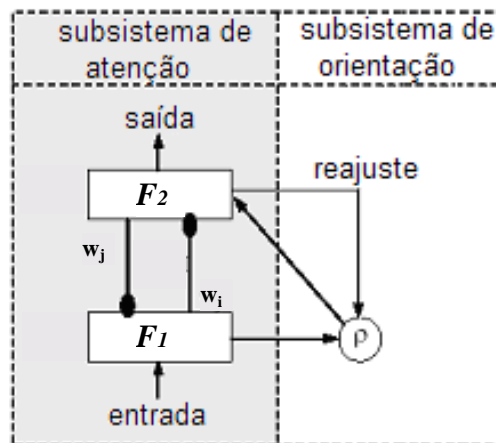 subsistema de
atenção
subsistema de
orientação
saída
reajuste
F2
wj
wi
F1
ρ
entrada